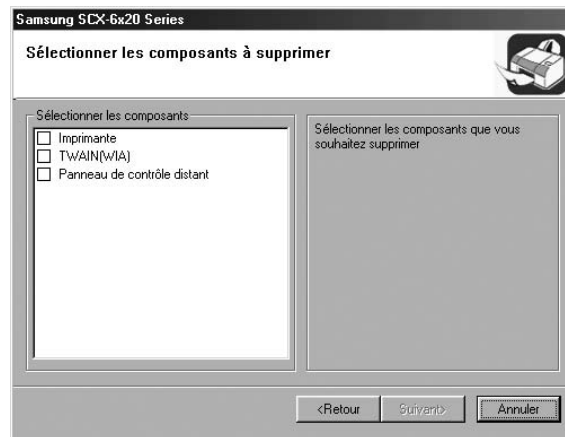 Samsung SCX-6x20 Series
Sélectionner les composants à supprimer
Sélectionner les composants
Imprimante
TWAIN(WIA)
Panneau de contrôle distant
Sélectionner les composants que vous
souhaitez supprimer
<Retour
Suivant>
Annuler